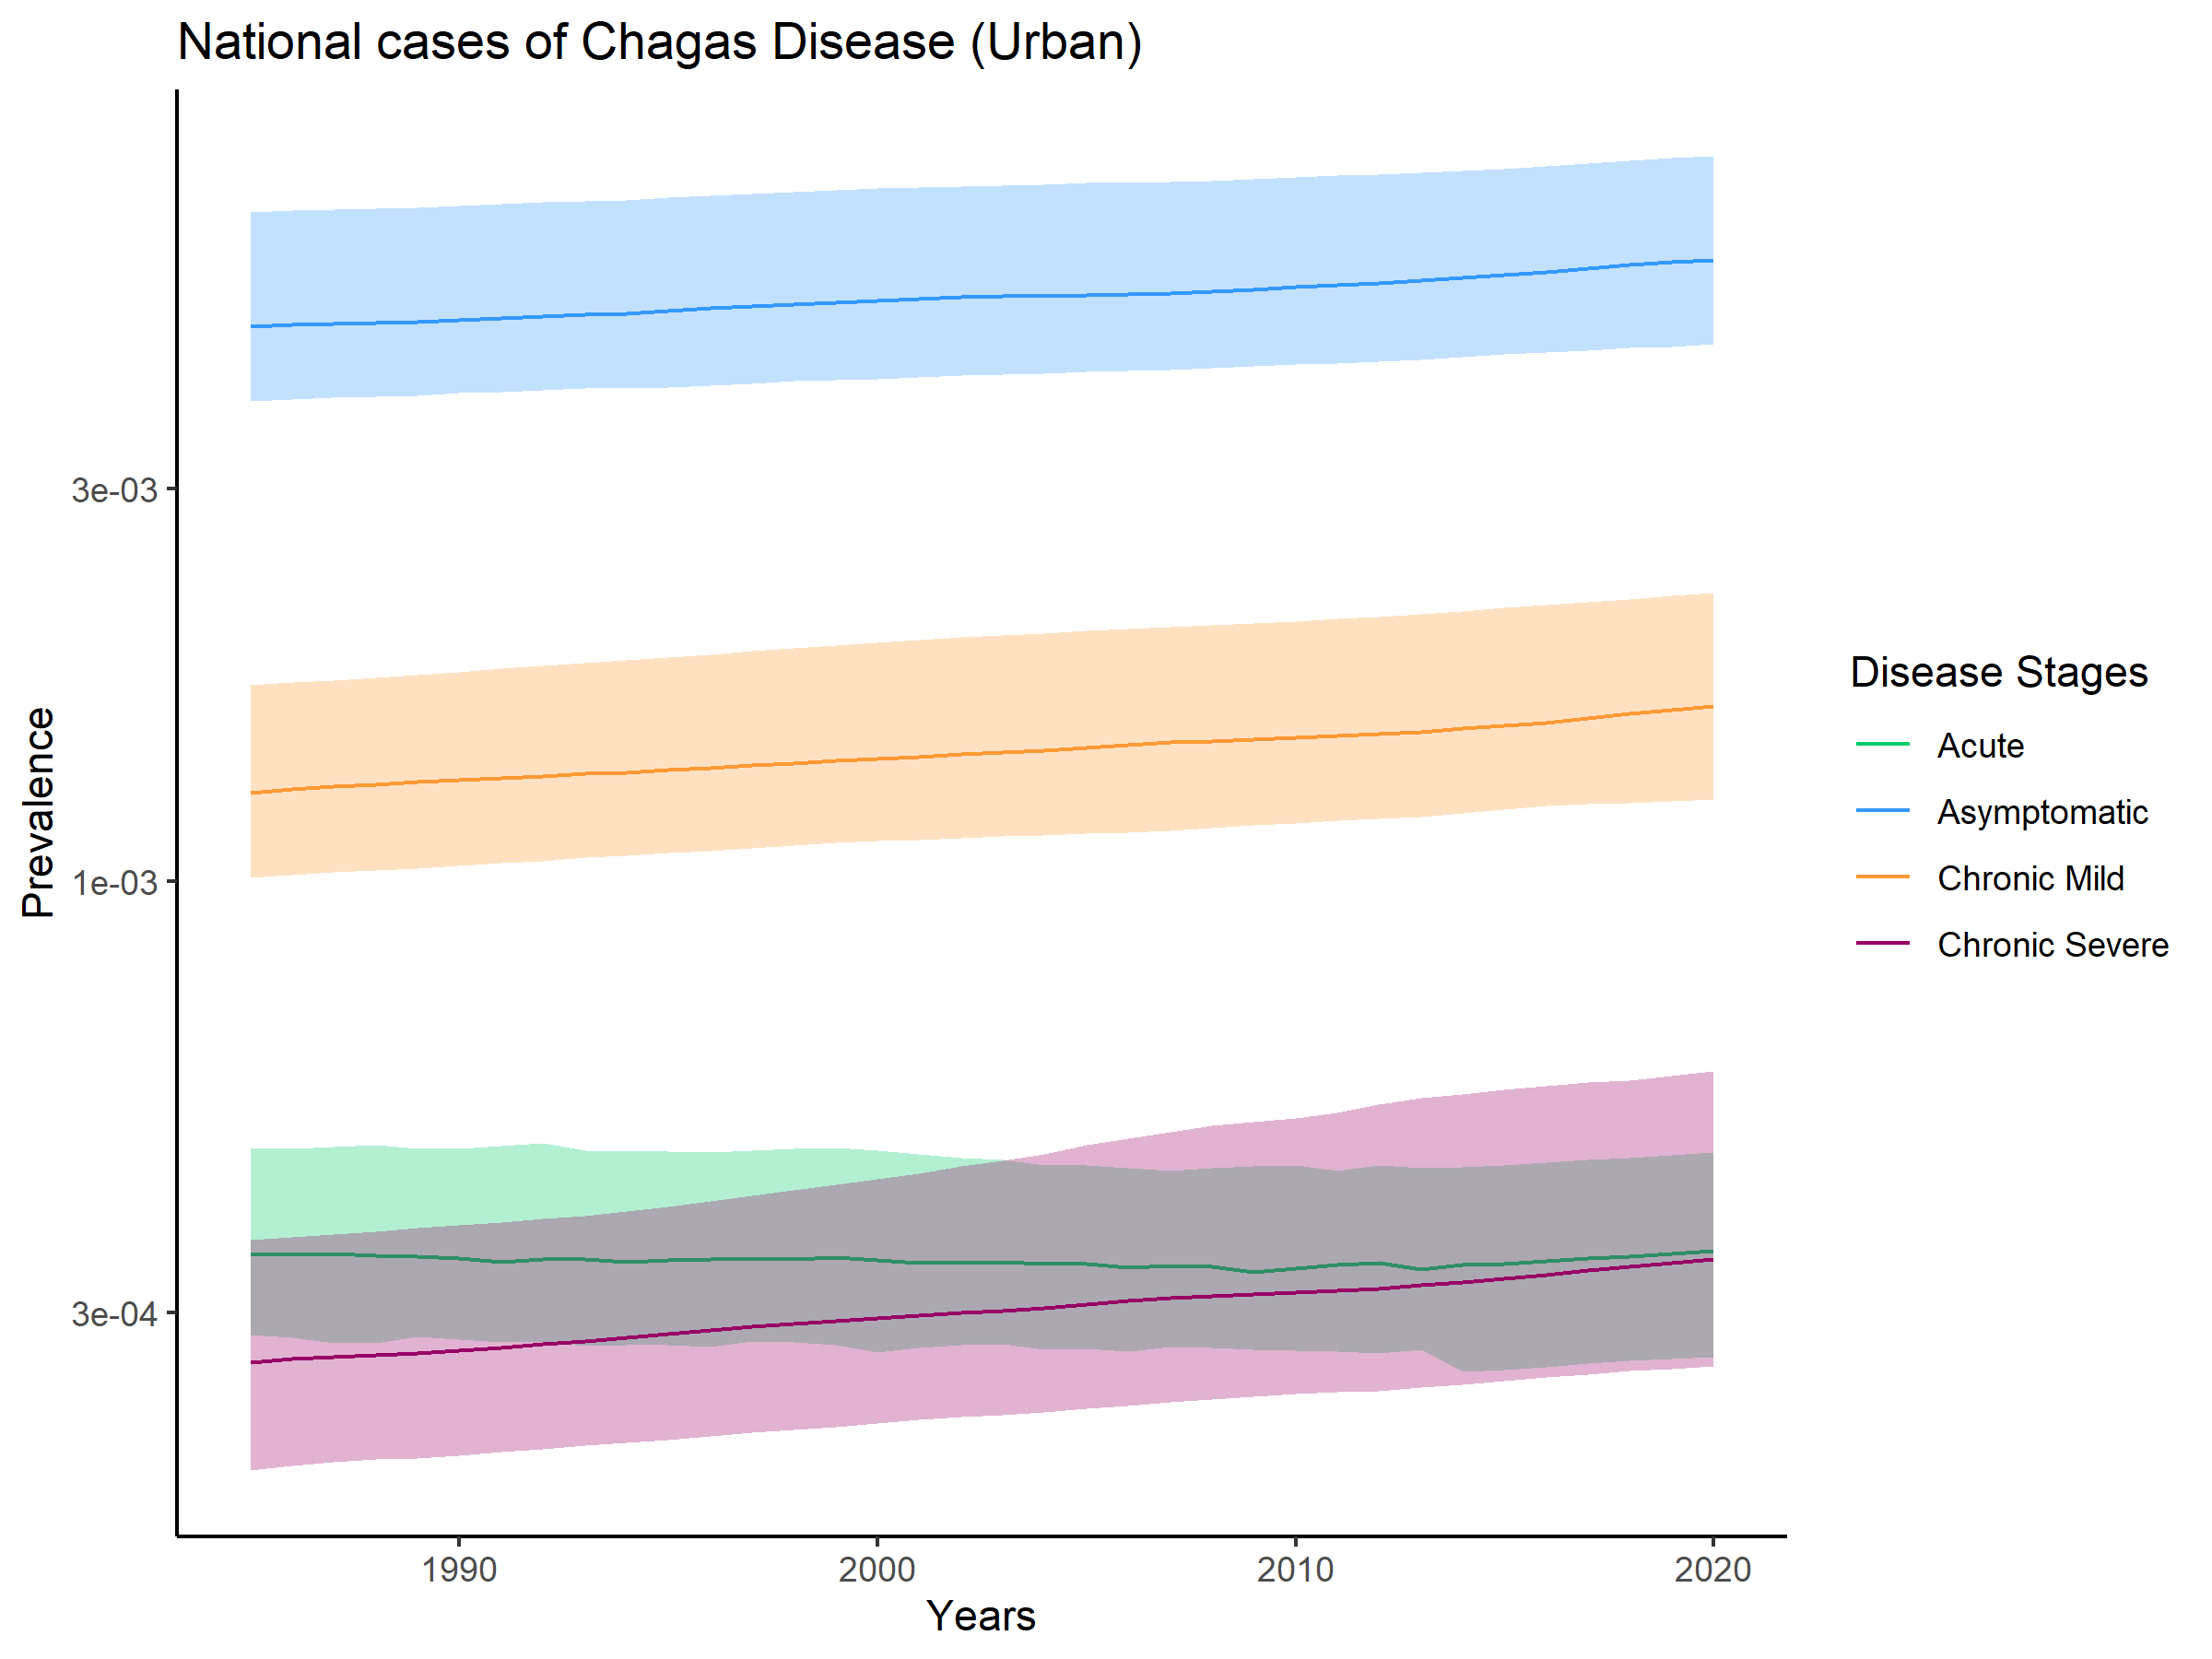 National cases of Chagas Disease (Urban)
Prevalence
3e-03
1e-03
3e-04
1990 2000 2010 2020
Years
Disease Stages
Acute
Asymptomatic
Chronic Mild
Chronic Severe